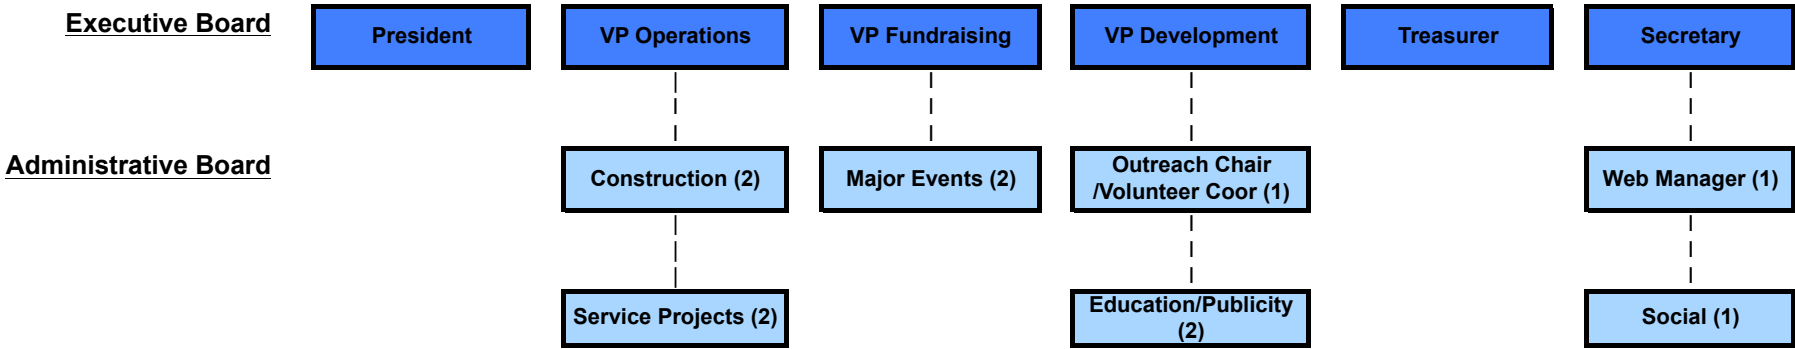 Executive Board
President
VP Operations
VP Fundraising
VP Development
Treasurer
Secretary
Administrative Board
Construction (2)
Major Events (2)
Outreach Chair
/Volunteer Coor (1)
Web Manager (1)
Service Projects (2)
Education/Publicity
(2)
Social (1)